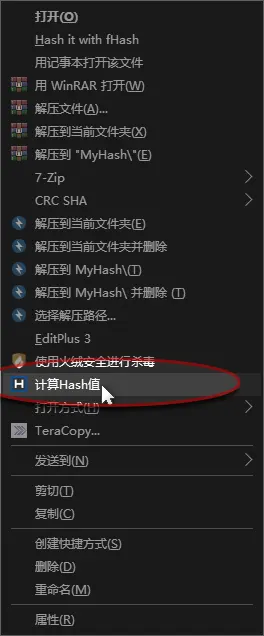 打开(O)
Hash it with fHash
用记事本打开该文件
用 WinRAR 打开(W)
解压文件(A)...
解压到当前文件夹(X)
解压到 "MyHash\"(E)
7-Zip
CRC SHA
解压到当前文件夹(E)
解压到当前文件夹并删除
解压到 MyHash\(T)
解压到 MyHash\ 并删除 (T)
选择解压路径...
EditPlus 3
使用火绒安全进行杀毒
计算Hash值
打开方式(H)
TeraCopy...
发送到(N)
剪切(T)
复制(C)
创建快捷方式(S)
删除(D)
重命名(M)
属性(R)